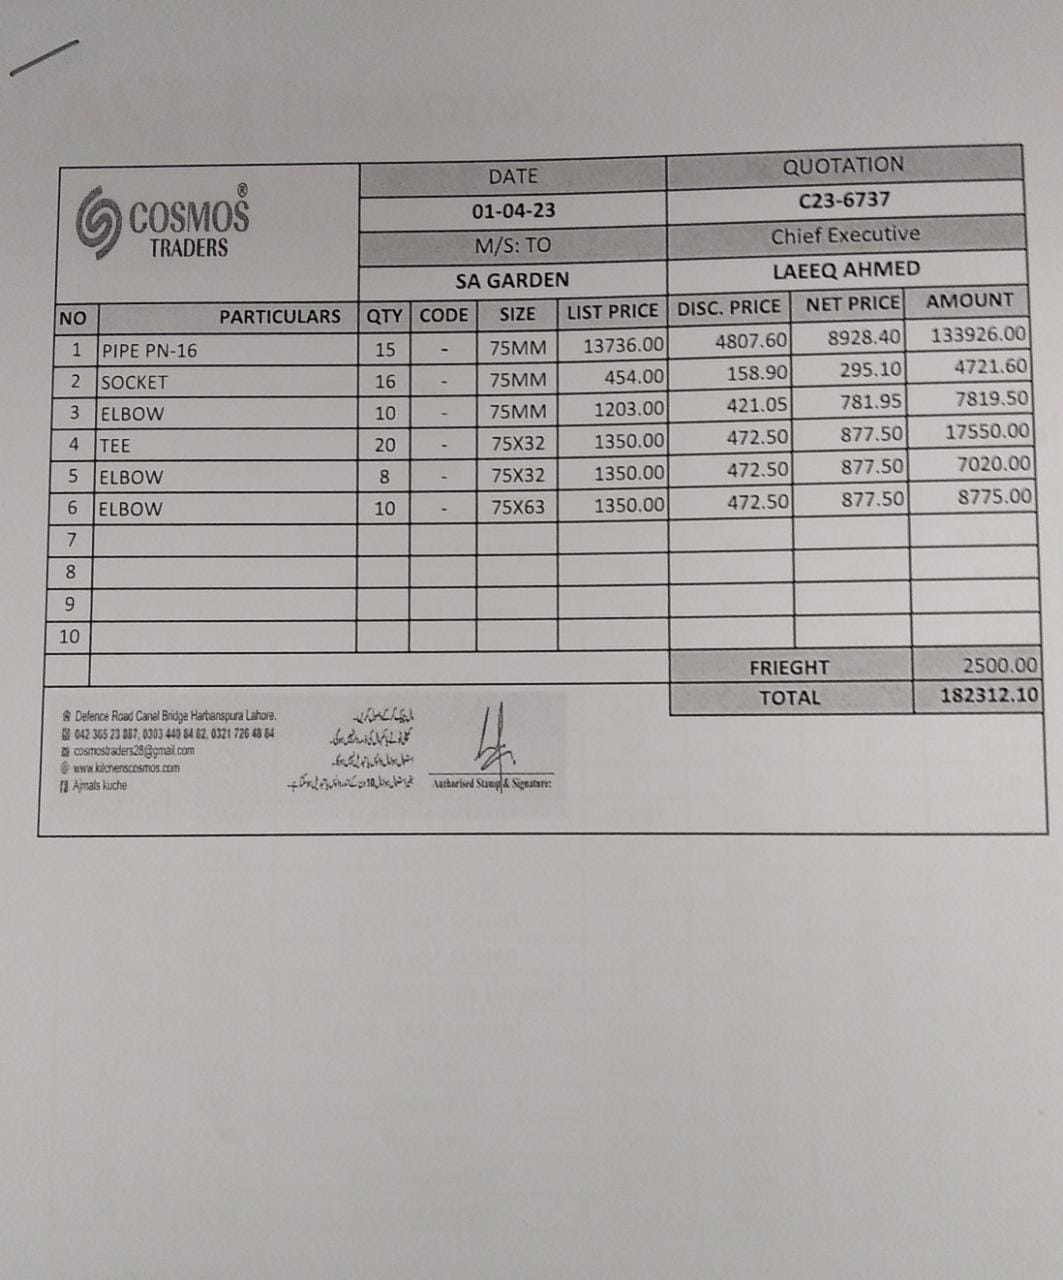 ®
COSMOS
TRADERS
DATE
QUOTATION
01-04-23
C23-6737
M/S: TO
Chief Executive
SA GARDEN
LAEEQ AHMED
NO PARTICULARS QTY CODE SIZE LIST PRICE DISC. PRICE NET PRICE AMOUNT
1 PIPE PN-16 15 - 75MM 13736.00 4807.60 8928.40 133926.00
2 SOCKET 16 - 75MM 454.00 158.90 295.10 4721.60
3 ELBOW 10 - 75MM 1203.00 421.05 781.95 7819.50
4 TEE 20 - 75X32 1350.00 472.50 877.50 17550.00
5 ELBOW 8 - 75X32 1350.00 472.50 877.50 7020.00
6 ELBOW 10 - 75X63 1350.00 472.50 877.50 8775.00
7
8
9
10
FRIEGHT 2500.00
TOTAL 182312.10
Defence Road Canal Bridge Harbanspura Lahore.
042 365 23 887, 0303 440 84 82, 0321 726 48 84
cosmostraders28@gmail.com
www.kitchenscosmos.com
Ajmals kuche
Authorised Stamp & Signature: